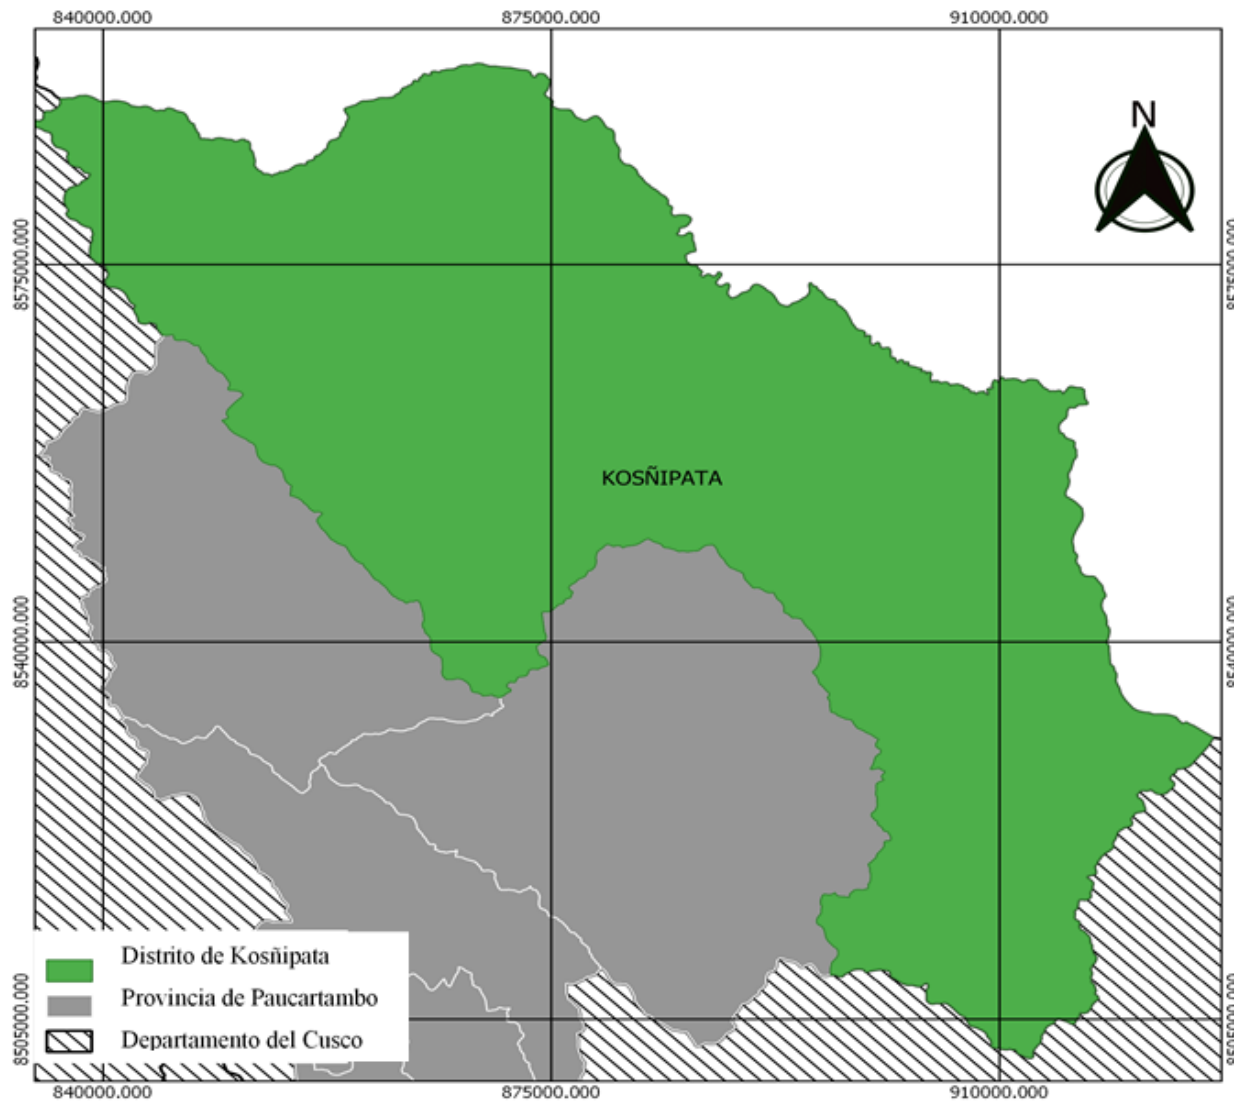 840000.000 875000.000 910000.000
N
8575000.000 8575000.000
KOSÑIPATA
8540000.000 8540000.000
Distrito de Kosñipata
Provincia de Paucartambo
Departamento del Cusco
8505000.000 8505000.000
840000.000 875000.000 910000.000